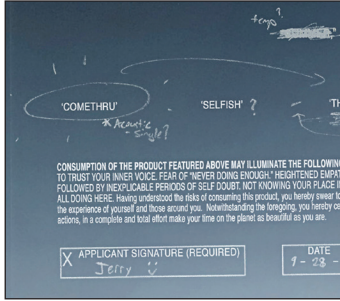 temp?
'COMETHRU' - 'SELFISH' ? - 'TH
* Acoustic
- Single?
CONSUMPTION OF THE PRODUCT FEATURED ABOVE MAY ILLUMINATE THE FOLLOWIN
TO TRUST YOUR INNER VOICE. FEAR OF "NEVER DOING ENOUGH." HEIGHTENED EMPAT
FOLLOWED BY INEXPLICABLE PERIODS OF SELF DOUBT. NOT KNOWING YOUR PLACE I
ALL DOING HERE. Having understood the risks of consuming this product, you hereby swear to
the experience of yourself and those around you. Notwithstanding the foregoing, you hereby ce
actions, in a complete and total effort make your time on the planet as beautiful as you are.
X APPLICANT SIGNATURE (REQUIRED)
Jerry
DATE
9 - 28 -